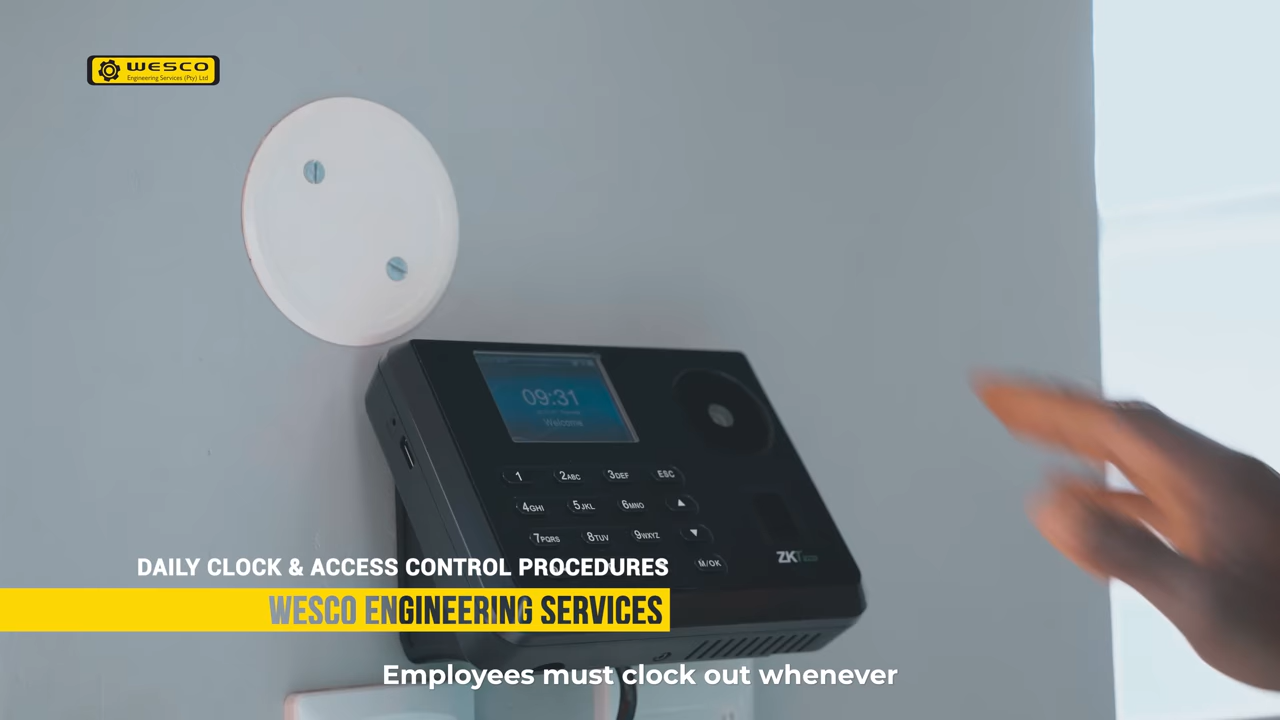 WESCO
Engineering Services (Pty) Ltd
09:31
Welcome
1 2ABC 3DEF ESC
4GHI 5JKL 6MNO ▲
7PQRS 8TUV 9WXYZ ▼
M/OK
ZKT
DAILY CLOCK & ACCESS CONTROL PROCEDURES
WESCO ENGINEERING SERVICES
Employees must clock out whenever